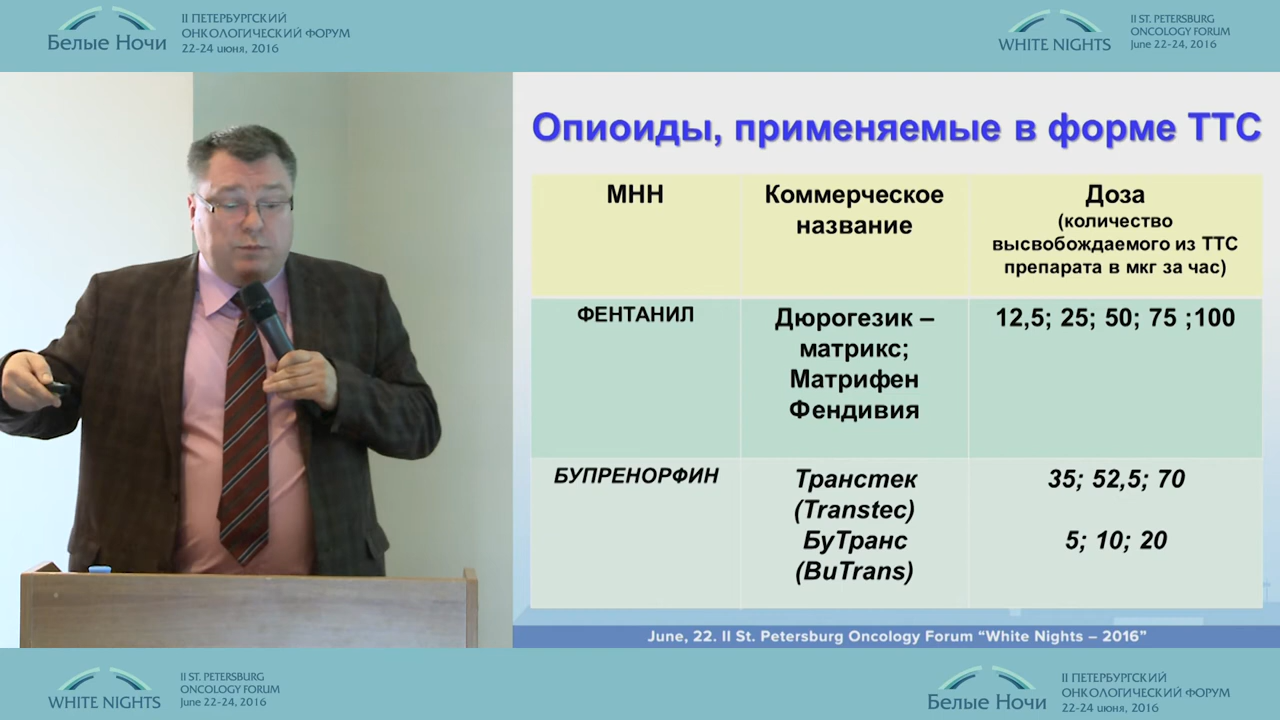 Белые Ночи
II ПЕТЕРБУРГСКИЙ
ОНКОЛОГИЧЕСКИЙ ФОРУМ
22-24 июня, 2016
WHITE NIGHTS
II ST. PETERSBURG
ONCOLOGY FORUM
June 22-24, 2016
Опиоиды, применяемые в форме ТТС
МНН
Коммерческое
название
Доза
(количество
высвобождаемого из ТТС
препарата в мкг за час)
ФЕНТАНИЛ
Дюрогезик –
матрикс;
Матрифен
Фендивия
12,5; 25; 50; 75 ;100
БУПРЕНОРФИН
Транстек
(Transtec)
БуТранс
(BuTrans)
35; 52,5; 70
5; 10; 20
June, 22. II St. Petersburg Oncology Forum “White Nights – 2016”
WHITE NIGHTS
II ST. PETERSBURG
ONCOLOGY FORUM
June 22-24, 2016
Белые Ночи
II ПЕТЕРБУРГСКИЙ
ОНКОЛОГИЧЕСКИЙ ФОРУМ
22-24 июня, 2016